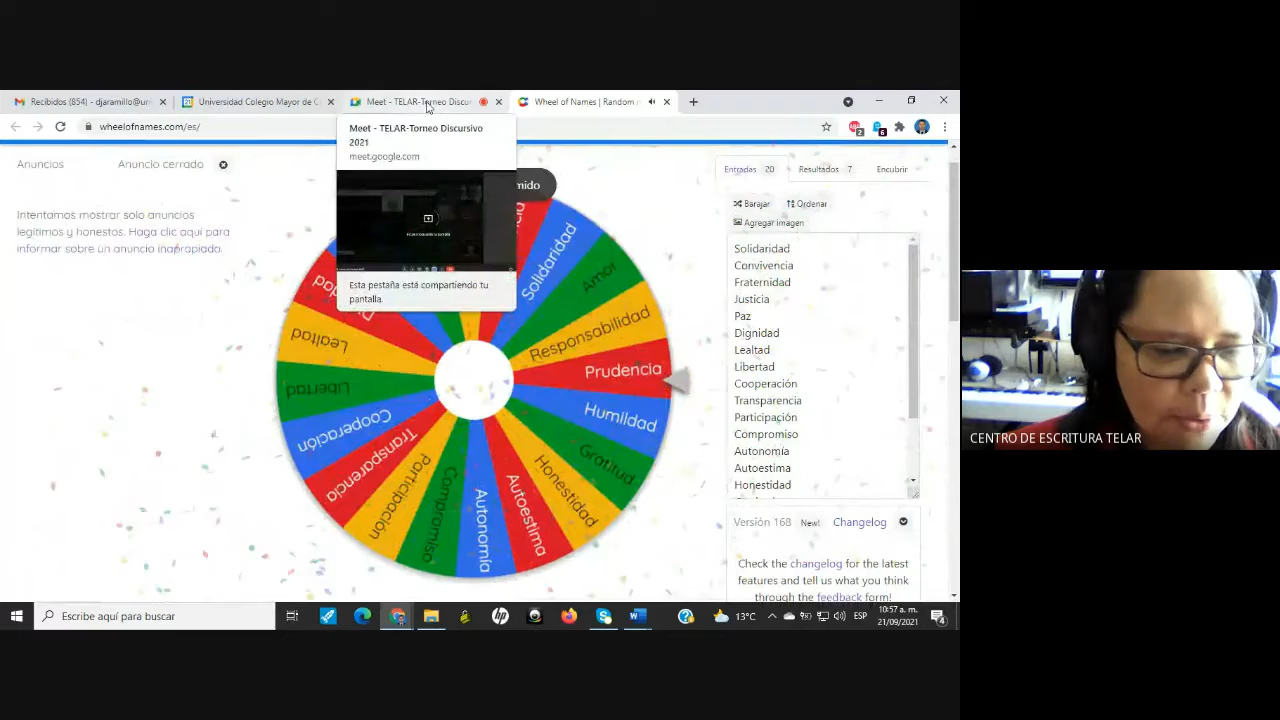 Recibidos (854) - djaramillo@un
Universidad Colegio Mayor de C
Meet - TELAR-Torneo Discur
Wheel of Names | Random n
wheelofnames.com/es/
Meet - TELAR-Torneo Discursivo
2021
meet.google.com
Esta pestaña está compartiendo tu
pantalla.
Anuncios
Anuncio cerrado
Intentamos mostrar solo anuncios
legítimos y honestos. Haga clic aquí para
informar sobre un anuncio inapropiado.
Solidaridad
Amor
Responsabilidad
Prudencia
Humildad
Gratitud
Honestidad
Autoestima
Autonomía
Compromiso
Participación
Transparencia
Cooperación
Libertad
Lealtad
Entradas 20
Resultados 7
Encubrir
Barajar
Ordenar
Agregar imagen
Solidaridad
Convivencia
Fraternidad
Justicia
Paz
Dignidad
Lealtad
Libertad
Cooperación
Transparencia
Participación
Compromiso
Autonomía
Autoestima
Honestidad
Versión 168 New! Changelog
Check the changelog for the latest
features and tell us what you think
through the feedback form!
CENTRO DE ESCRITURA TELAR
Escribe aquí para buscar
13°C
ESP
10:57 a. m.
21/09/2021
4